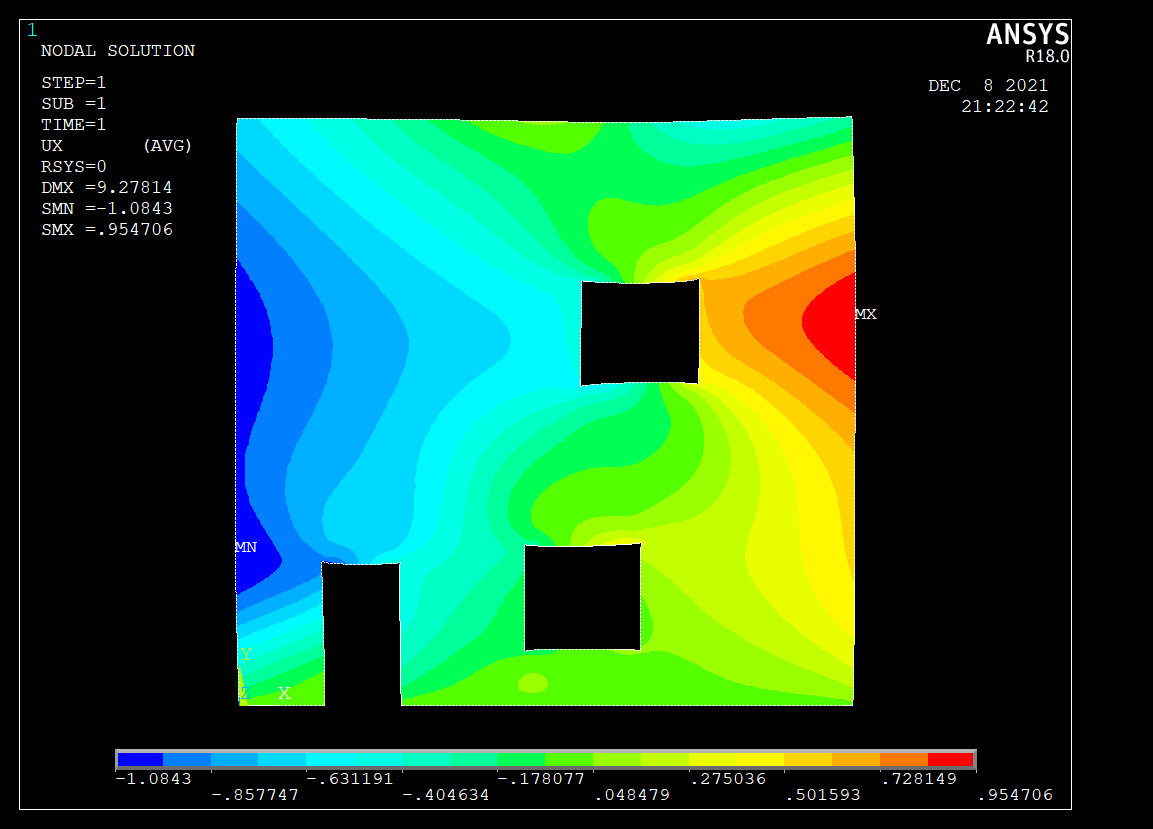 1
ANSYS
R18.0
NODAL SOLUTION
STEP=1
SUB =1
TIME=1
UX (AVG)
RSYS=0
DMX =9.27814
SMN =-1.0843
SMX =.954706
DEC 8 2021
21:22:42
MX
MN
Y
Z X
-1.0843 -.631191 -.178077 .275036 .728149
-.857747 -.404634 .048479 .501593 .954706